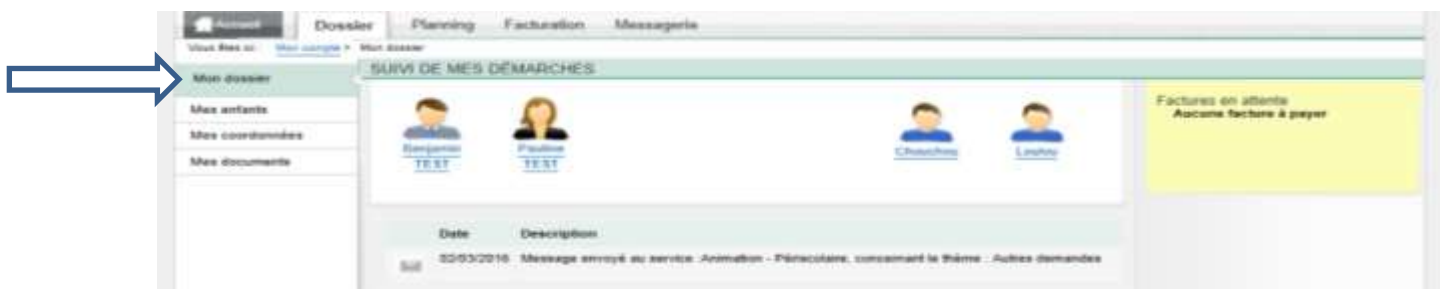 Accueil Dossier Planning Facturation Messagerie
Vous êtes ici : Mon compte > Mon dossier
Mon dossier
SUIVI DE MES DÉMARCHES
Mes enfants
Mes coordonnées
Mes documents
Benjamin
TEST
Pauline
TEST
Chouchou
Loulou
Factures en attente
Aucune facture à payer
Date Description
02/03/2016 Message envoyé au service :Animation - Périscolaire, concernant le thème : Autres demandes